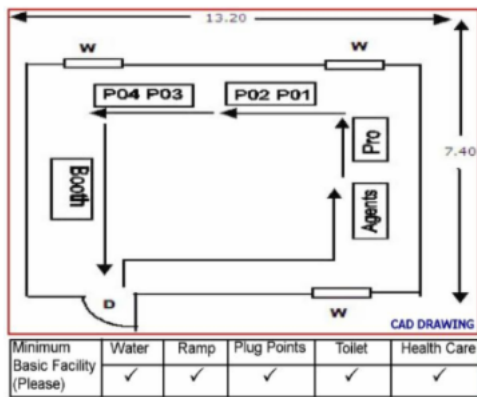 13.20
W
W
P04 P03
P02 P01
Pro
7.40
Booth
Agents
D
W
CAD DRAWING
Minimum Basic Facility (Please)
Water
Ramp
Plug Points
Toilet
Health Care
✓ ✓ ✓ ✓ ✓